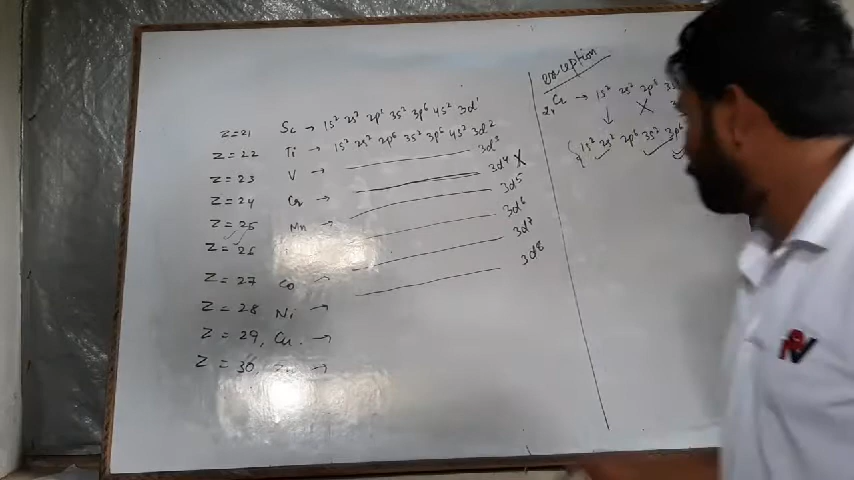 Z=21 Sc → 1s² 2s² 2p⁶ 3s² 3p⁶ 4s² 3d¹
Z=22 Ti → 1s² 2s² 2p⁶ 3s² 3p⁶ 4s² 3d²
Z=23 V → 3d³
Z=24 Cr → 3d⁴ X
Z=25 Mn → 3d⁵
Z=26 3d⁶
Z=27 Co → 3d⁷
Z=28 Ni → 3d⁸
Z=29, Cu. →
Z=30, →
exception
→ 1s² 2s² 2p⁶
X
1s² 2s² 2p⁶ 3s² 3p⁶